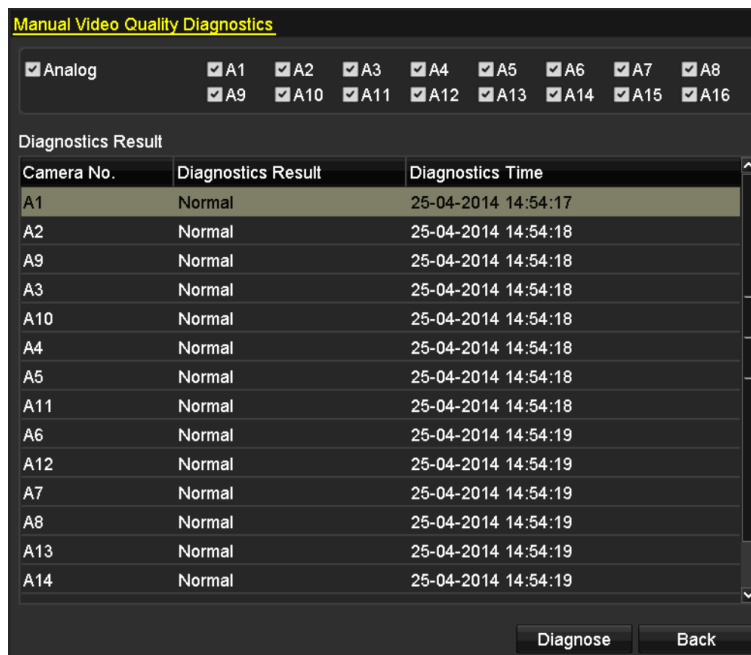 Manual Video Quality Diagnostics
Analog A1 A2 A3 A4 A5 A6 A7 A8
A9 A10 A11 A12 A13 A14 A15 A16
Diagnostics Result
Camera No. Diagnostics Result Diagnostics Time
A1 Normal 25-04-2014 14:54:17
A2 Normal 25-04-2014 14:54:18
A9 Normal 25-04-2014 14:54:18
A3 Normal 25-04-2014 14:54:18
A10 Normal 25-04-2014 14:54:18
A4 Normal 25-04-2014 14:54:18
A5 Normal 25-04-2014 14:54:18
A11 Normal 25-04-2014 14:54:18
A6 Normal 25-04-2014 14:54:19
A12 Normal 25-04-2014 14:54:19
A7 Normal 25-04-2014 14:54:19
A8 Normal 25-04-2014 14:54:19
A13 Normal 25-04-2014 14:54:19
A14 Normal 25-04-2014 14:54:19
Diagnose Back